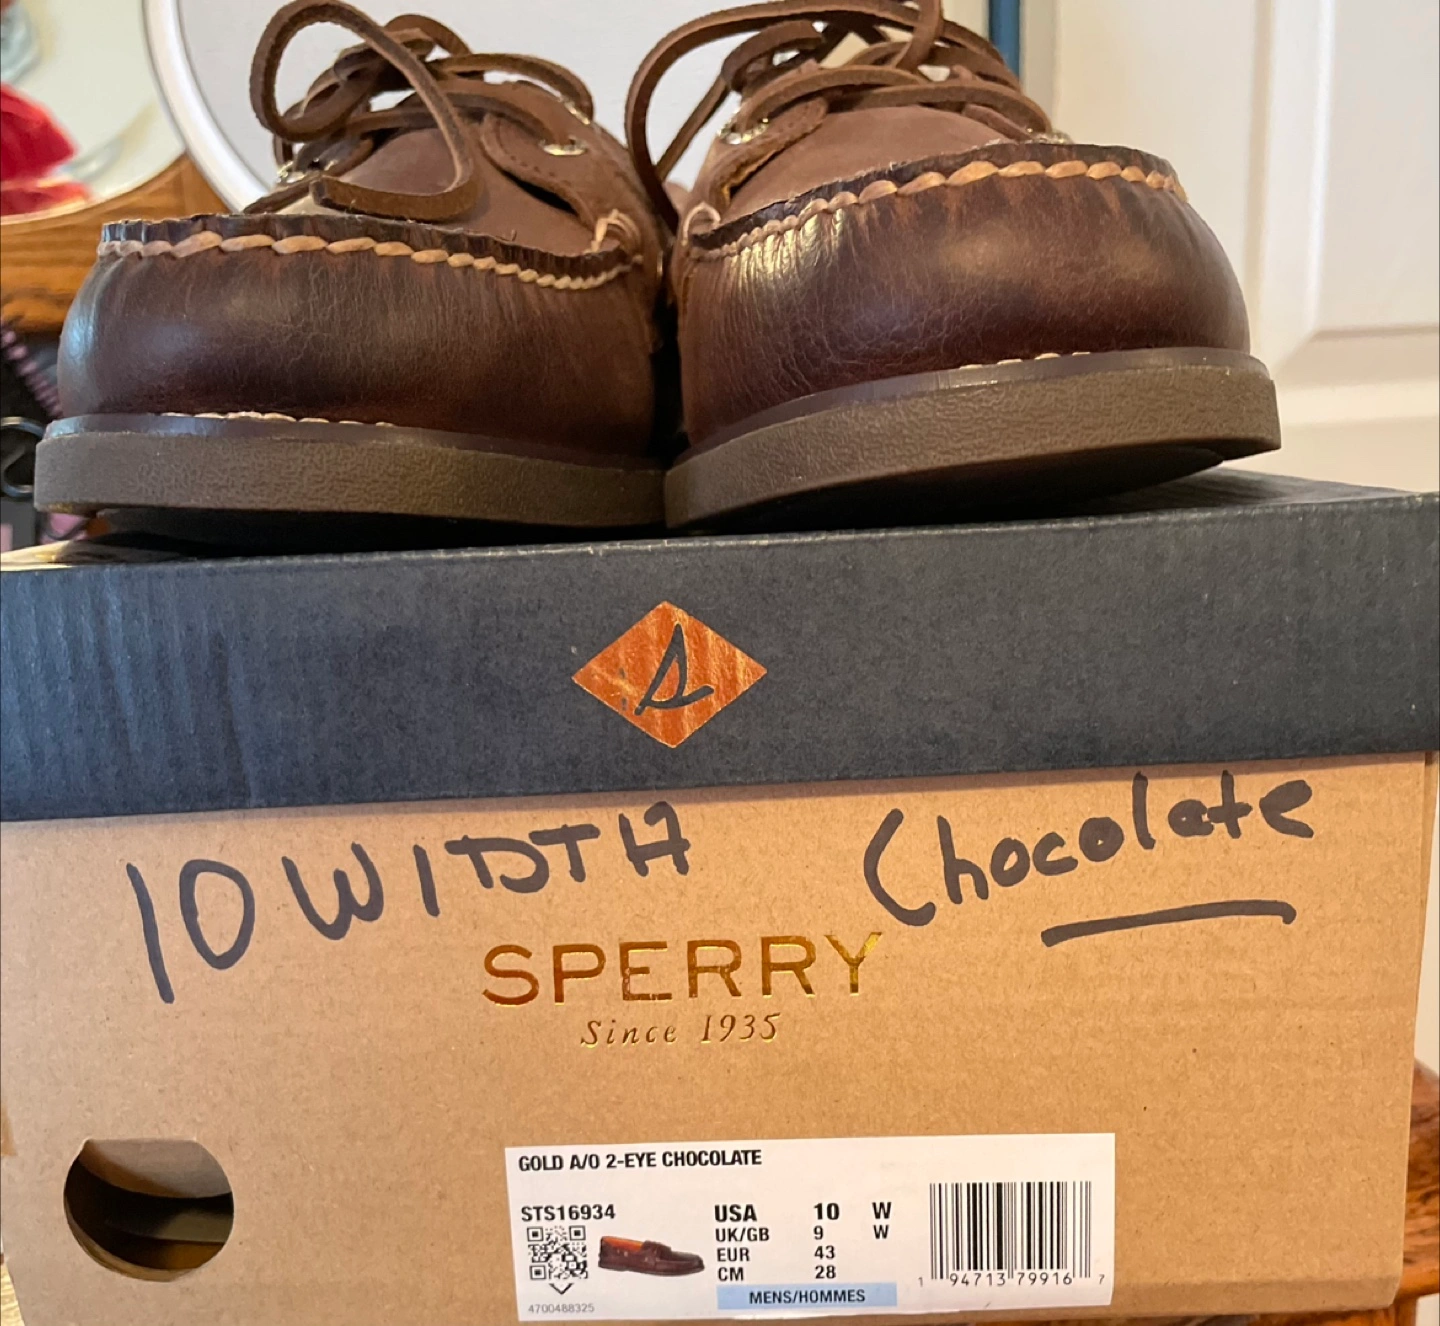 10 WIDTH Chocolate
SPERRY
Since 1935
GOLD A/O 2-EYE CHOCOLATE
STS16934
USA 10 W
UK/GB 9 W
EUR 43
CM 28
MENS/HOMMES
4700488325
1 94713 79916 7